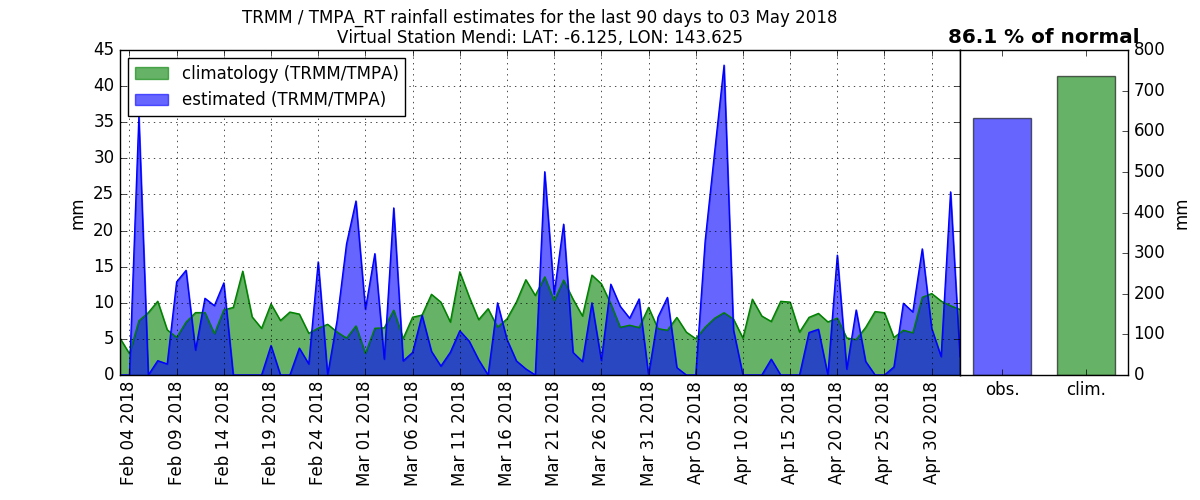 TRMM / TMPA_RT rainfall estimates for the last 90 days to 03 May 2018
Virtual Station Mendi: LAT: -6.125, LON: 143.625
86.1 % of normal
climatology (TRMM/TMPA)
estimated (TRMM/TMPA)
mm
45
40
35
30
25
20
15
10
5
0
Feb 04 2018
Feb 09 2018
Feb 14 2018
Feb 19 2018
Feb 24 2018
Mar 01 2018
Mar 06 2018
Mar 11 2018
Mar 16 2018
Mar 21 2018
Mar 26 2018
Mar 31 2018
Apr 05 2018
Apr 10 2018
Apr 15 2018
Apr 20 2018
Apr 25 2018
Apr 30 2018
800
700
600
500
400
300
200
100
0
mm
obs.
clim.